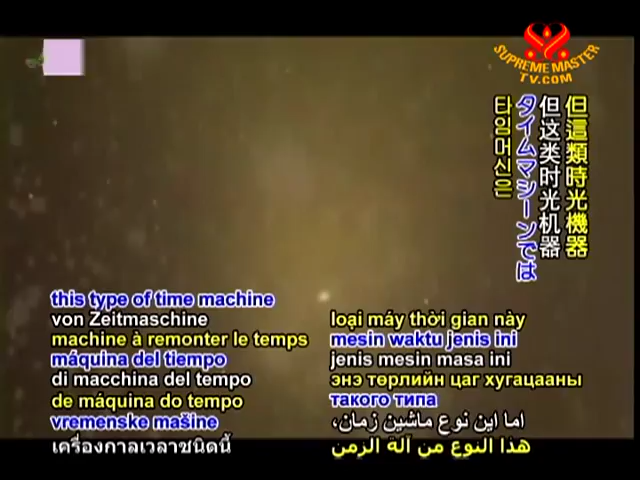 SUPREME MASTER
TV.COM
但這類時光機器
但这类时光机器
タイムマシーンでは
타임머신은
this type of time machine
von Zeitmaschine
machine à remonter le temps
máquina del tiempo
di macchina del tempo
de máquina do tempo
vremenske mašine
เครื่องกาลเวลาชนิดนี้
loại máy thời gian này
mesin waktu jenis ini
jenis mesin masa ini
энэ төрлийн цаг хугацааны
такого типа
اما این نوع ماشین زمان،
هذا النوع من آلة الزمن